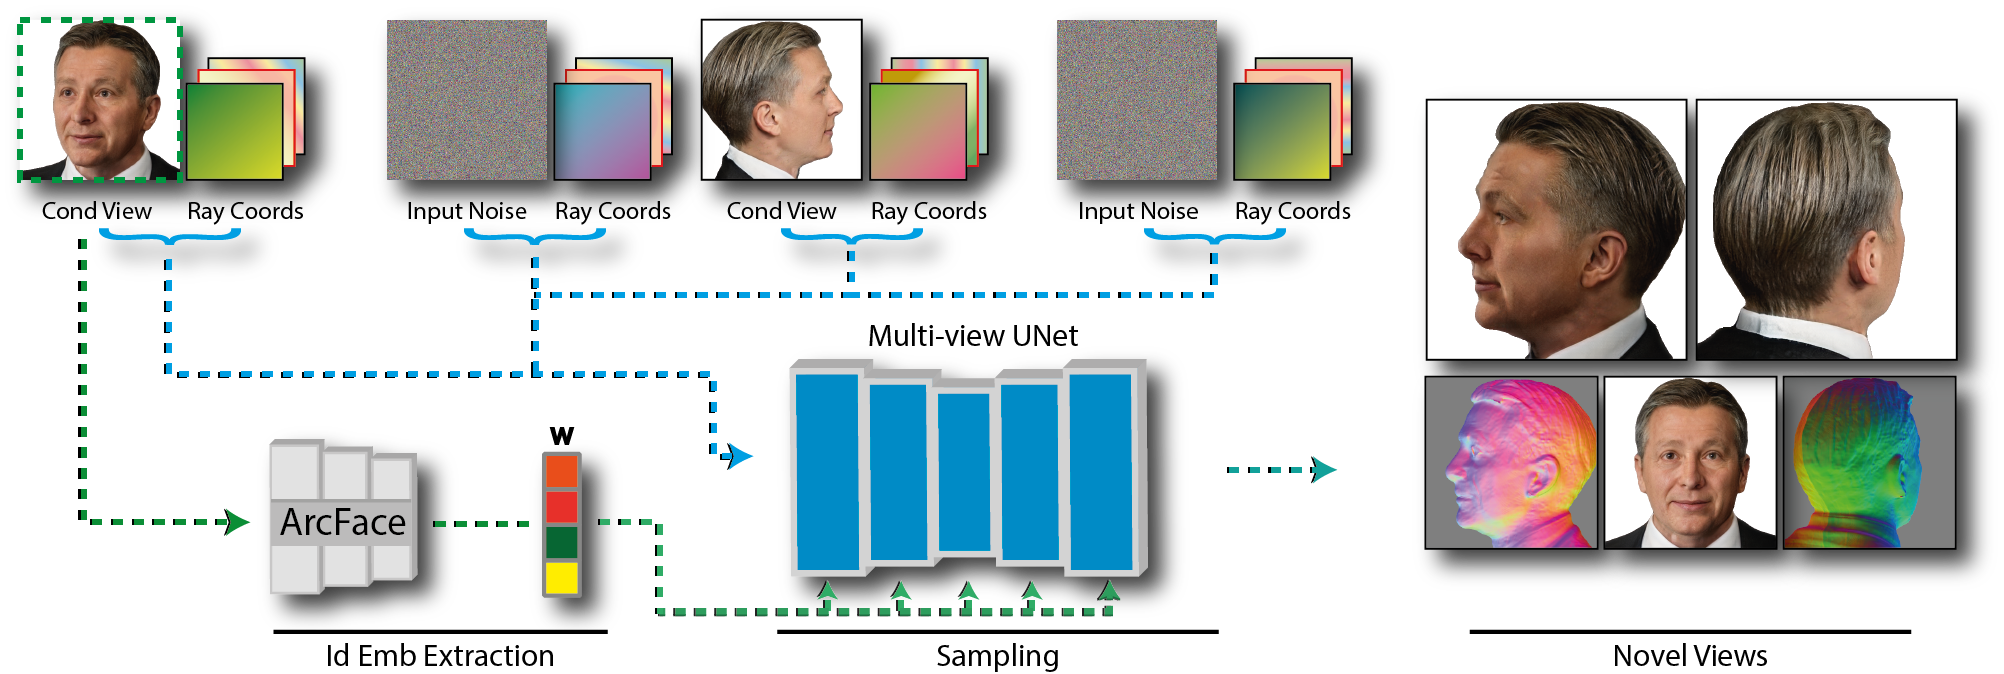 Cond View
Ray Coords
Input Noise
Ray Coords
Cond View
Ray Coords
Input Noise
Ray Coords
Multi-view UNet
w
ArcFace
Id Emb Extraction
Sampling
Novel Views